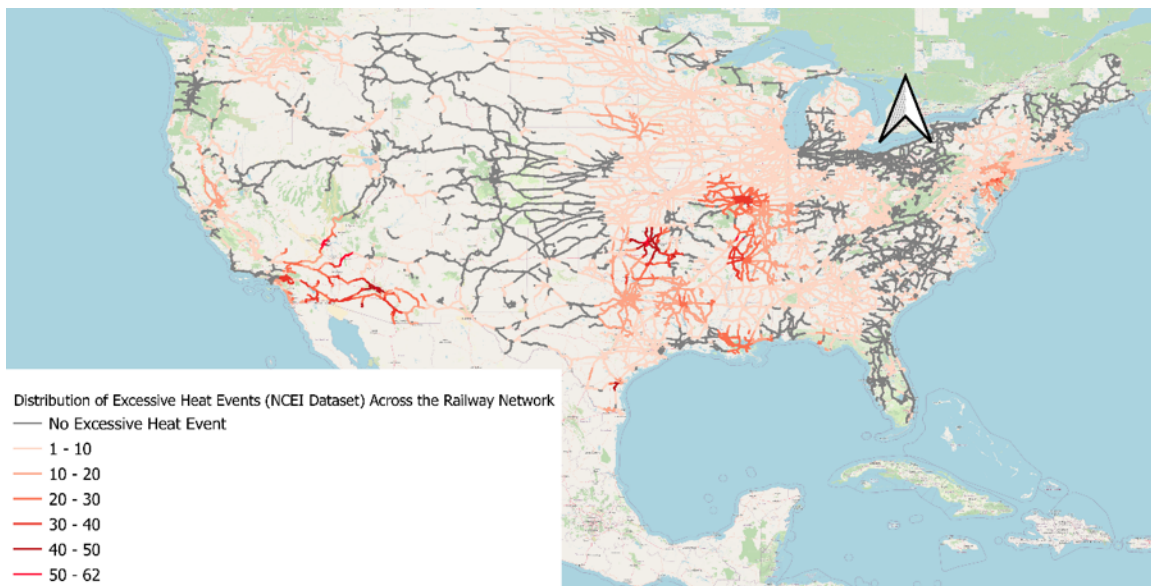 Distribution of Excessive Heat Events (NCEI Dataset) Across the Railway Network
No Excessive Heat Event
1 - 10
10 - 20
20 - 30
30 - 40
40 - 50
50 - 62